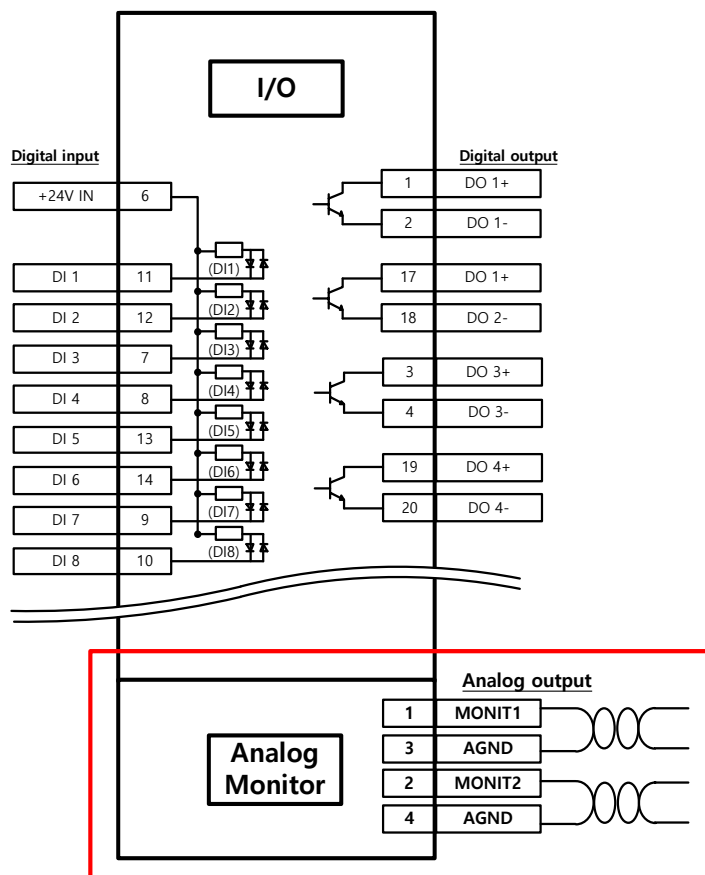 I/O
Digital input
Digital output
+24V IN 6
1 DO 1+
2 DO 1-
(DI1)
DI 1 11
17 DO 1+
(DI2)
DI 2 12
18 DO 2-
(DI3)
DI 3 7
3 DO 3+
(DI4)
DI 4 8
4 DO 3-
(DI5)
DI 5 13
19 DO 4+
(DI6)
DI 6 14
20 DO 4-
(DI7)
DI 7 9
(DI8)
DI 8 10
Analog output
Analog
Monitor
1 MONIT1
3 AGND
2 MONIT2
4 AGND